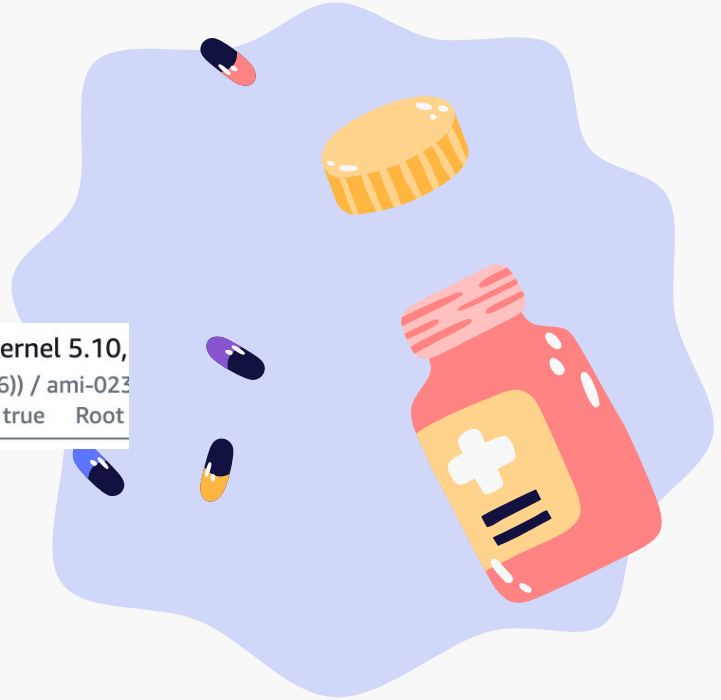 ernel 5.10,
6)) / ami-023
true Root